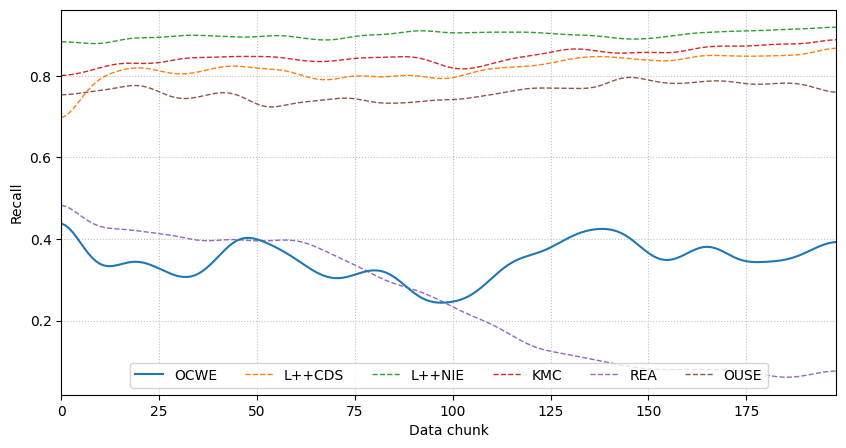 Recall
0.8
0.6
0.4
0.2
OCWE L++CDS L++NIE KMC REA OUSE
0 25 50 75 100 125 150 175
Data chunk